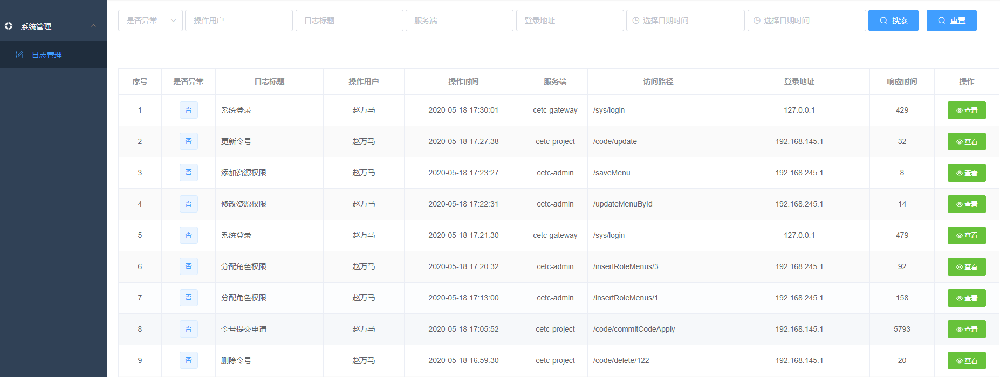 系统管理
日志管理
是否异常 操作用户 日志标题 服务端 登录地址 选择日期时间 选择日期时间 搜索 重置
序号 是否异常 日志标题 操作用户 操作时间 服务端 访问路径 登录地址 响应时间 操作
1 否 系统登录 赵万马 2020-05-18 17:30:01 cetc-gateway /sys/login 127.0.0.1 429 查看
2 否 更新令号 赵万马 2020-05-18 17:27:38 cetc-project /code/update 192.168.145.1 32 查看
3 否 添加资源权限 赵万马 2020-05-18 17:23:27 cetc-admin /saveMenu 192.168.245.1 8 查看
4 否 修改资源权限 赵万马 2020-05-18 17:22:31 cetc-admin /updateMenuById 192.168.245.1 14 查看
5 否 系统登录 赵万马 2020-05-18 17:21:30 cetc-gateway /sys/login 127.0.0.1 479 查看
6 否 分配角色权限 赵万马 2020-05-18 17:20:32 cetc-admin /insertRoleMenus/3 192.168.245.1 92 查看
7 否 分配角色权限 赵万马 2020-05-18 17:13:00 cetc-admin /insertRoleMenus/1 192.168.245.1 158 查看
8 否 令号提交申请 赵万马 2020-05-18 17:05:52 cetc-project /code/commitCodeApply 192.168.145.1 5793 查看
9 否 删除令号 赵万马 2020-05-18 16:59:30 cetc-project /code/delete/122 192.168.145.1 20 查看